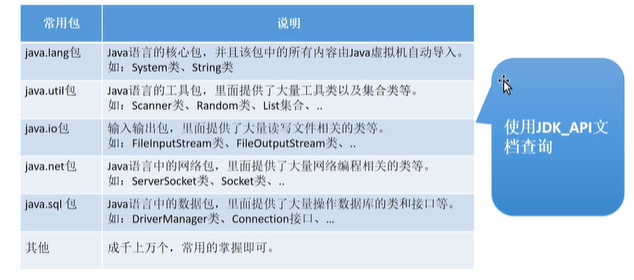 常用包 说明
java.lang包 Java语言的核心包，并且该包中的所有内容由Java虚拟机自动导入。
如：System类、String类
java.util包 Java语言的工具包，里面提供了大量工具类以及集合类等。
如：Scanner类、Random类、List集合、..
java.io包 输入输出包，里面提供了大量读写文件相关的类等。
如：FileInputStream类、FileOutputStream类、..
java.net包 Java语言中的网络包，里面提供了大量网络编程相关的类等。
如：ServerSocket类、Socket类、..
java.sql 包 Java语言中的数据包，里面提供了大量操作数据库的类和接口等。
如：DriverManager类、Connection接口、...
其他 成千上万个，常用的掌握即可。
使用JDK_API文
档查询